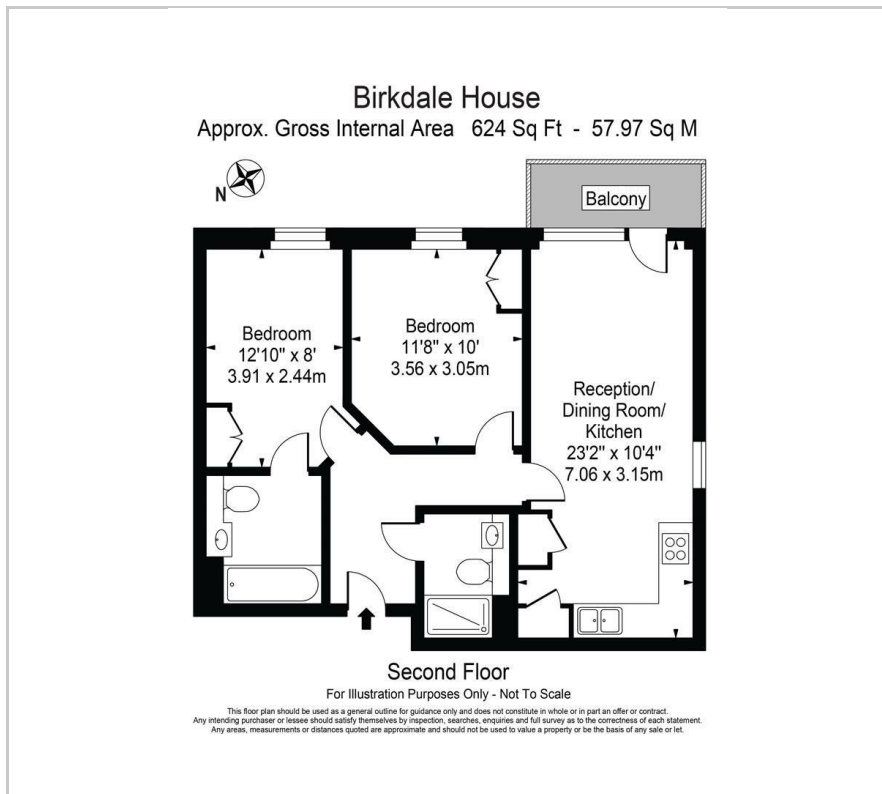 Birkdale House
Approx. Gross Internal Area 624 Sq Ft - 57.97 Sq M
N
Balcony
Bedroom
12'10" x 8'
3.91 x 2.44m
Bedroom
11'8" x 10'
3.56 x 3.05m
Reception/
Dining Room/
Kitchen
23'2" x 10'4"
7.06 x 3.15m
Second Floor
For Illustration Purposes Only - Not To Scale
This floor plan should be used as a general outline for guidance only and does not constitute in whole or in part an offer or contract.
Any intending purchaser or lessee should satisfy themselves by inspection, searches, enquiries and full survey as to the correctness of each statement.
Any areas, measurements or distances quoted are approximate and should not be used to value a property or be the basis of any sale or let.